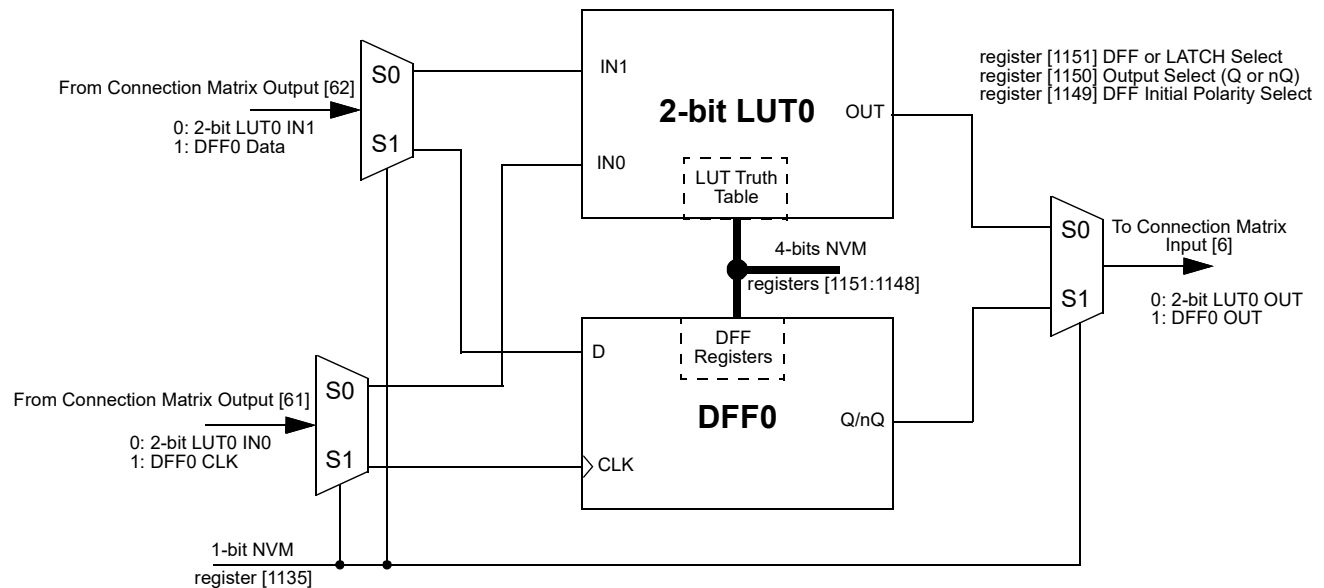 From Connection Matrix Output [62]
0: 2-bit LUT0 IN1
1: DFF0 Data
S0
S1
IN1
IN0
2-bit LUT0
OUT
LUT Truth
Table
register [1151] DFF or LATCH Select
register [1150] Output Select (Q or nQ)
register [1149] DFF Initial Polarity Select
4-bits NVM
registers [1151:1148]
S0
S1
To Connection Matrix
Input [6]
0: 2-bit LUT0 OUT
1: DFF0 OUT
From Connection Matrix Output [61]
0: 2-bit LUT0 IN0
1: DFF0 CLK
S0
S1
D
CLK
DFF
Registers
DFF0
Q/nQ
1-bit NVM
register [1135]